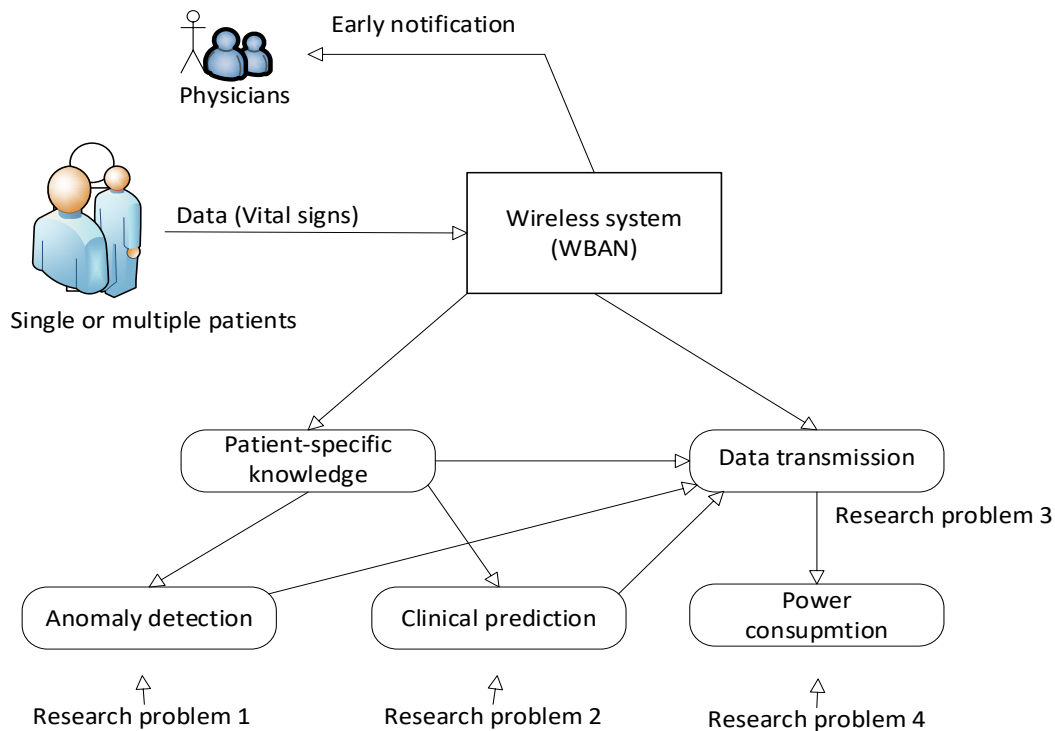 Early notification
Physicians
Data (Vital signs)
Wireless system
(WBAN)
Single or multiple patients
Patient-specific
knowledge
Data transmission
Research problem 3
Anomaly detection
Clinical prediction
Power
consupmtion
Research problem 1
Research problem 2
Research problem 4